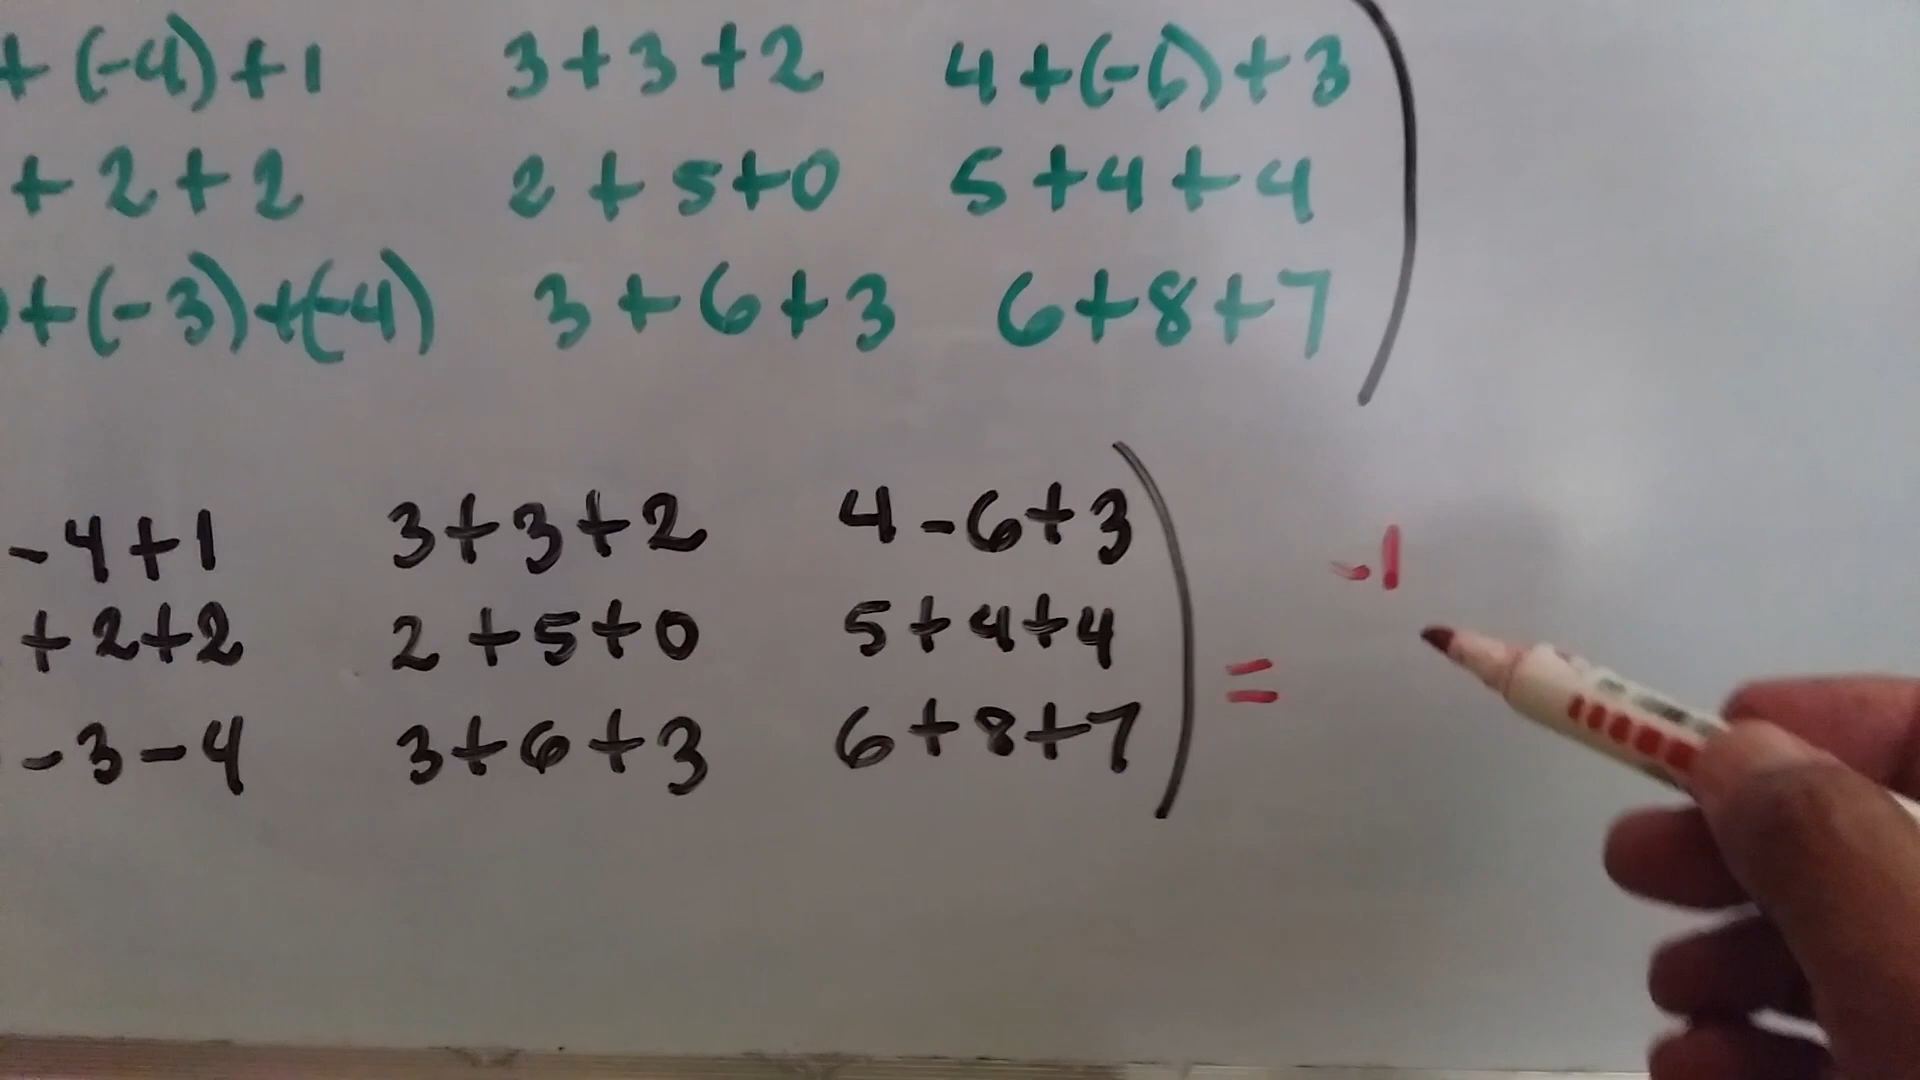 + (-4) + 1 3 + 3 + 2 4 + (-6) + 3 )
+ 2 + 2 2 + 5 + 0 5 + 4 + 4
) + (-3) + (-4) 3 + 6 + 3 6 + 8 + 7
- 4 + 1 3 + 3 + 2 4 - 6 + 3 ) -1
+ 2 + 2 2 + 5 + 0 5 + 4 + 4 =
- 3 - 4 3 + 6 + 3 6 + 8 + 7